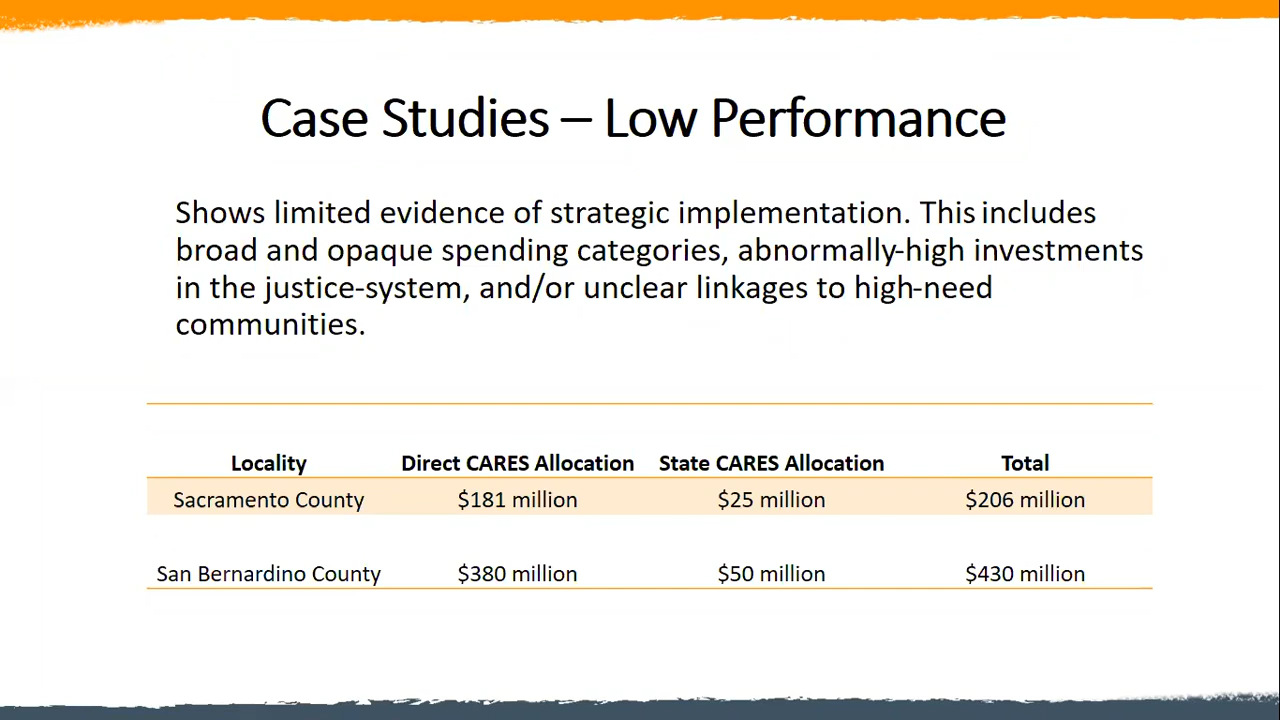 Case Studies – Low Performance
Shows limited evidence of strategic implementation. This includes
broad and opaque spending categories, abnormally-high investments
in the justice-system, and/or unclear linkages to high-need
communities.
Locality Direct CARES Allocation State CARES Allocation Total
Sacramento County $181 million $25 million $206 million
San Bernardino County $380 million $50 million $430 million